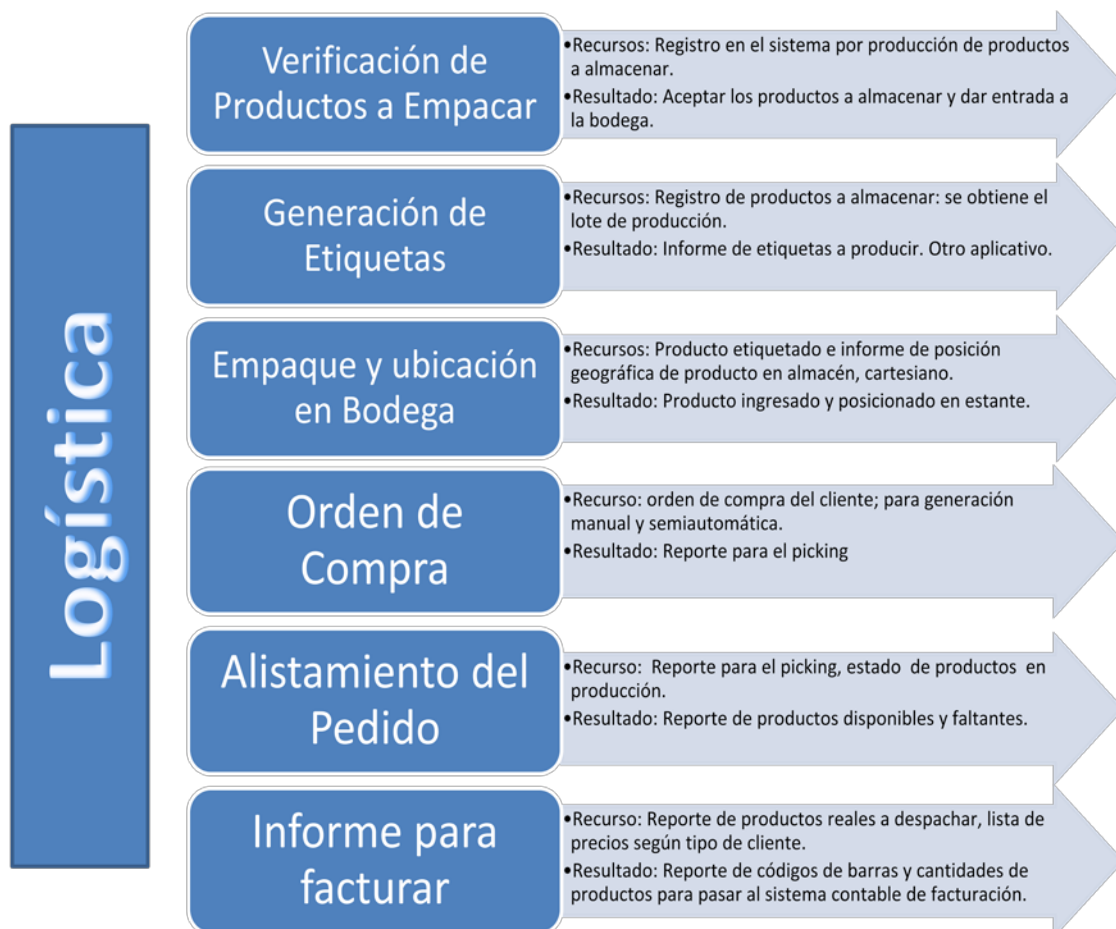 Logística
Verificación de
Productos a Empacar
•Recursos: Registro en el sistema por producción de productos
a almacenar.
•Resultado: Aceptar los productos a almacenar y dar entrada a
la bodega.
Generación de
Etiquetas
•Recursos: Registro de productos a almacenar: se obtiene el
lote de producción.
•Resultado: Informe de etiquetas a producir. Otro aplicativo.
Empaque y ubicación
en Bodega
•Recursos: Producto etiquetado e informe de posición
geográfica de producto en almacén, cartesiano.
•Resultado: Producto ingresado y posicionado en estante.
Orden de
Compra
•Recurso: orden de compra del cliente; para generación
manual y semiautomática.
•Resultado: Reporte para el picking
Alistamiento del
Pedido
•Recurso: Reporte para el picking, estado de productos en
producción.
•Resultado: Reporte de productos disponibles y faltantes.
Informe para
facturar
•Recurso: Reporte de productos reales a despachar, lista de
precios según tipo de cliente.
•Resultado: Reporte de códigos de barras y cantidades de
productos para pasar al sistema contable de facturación.